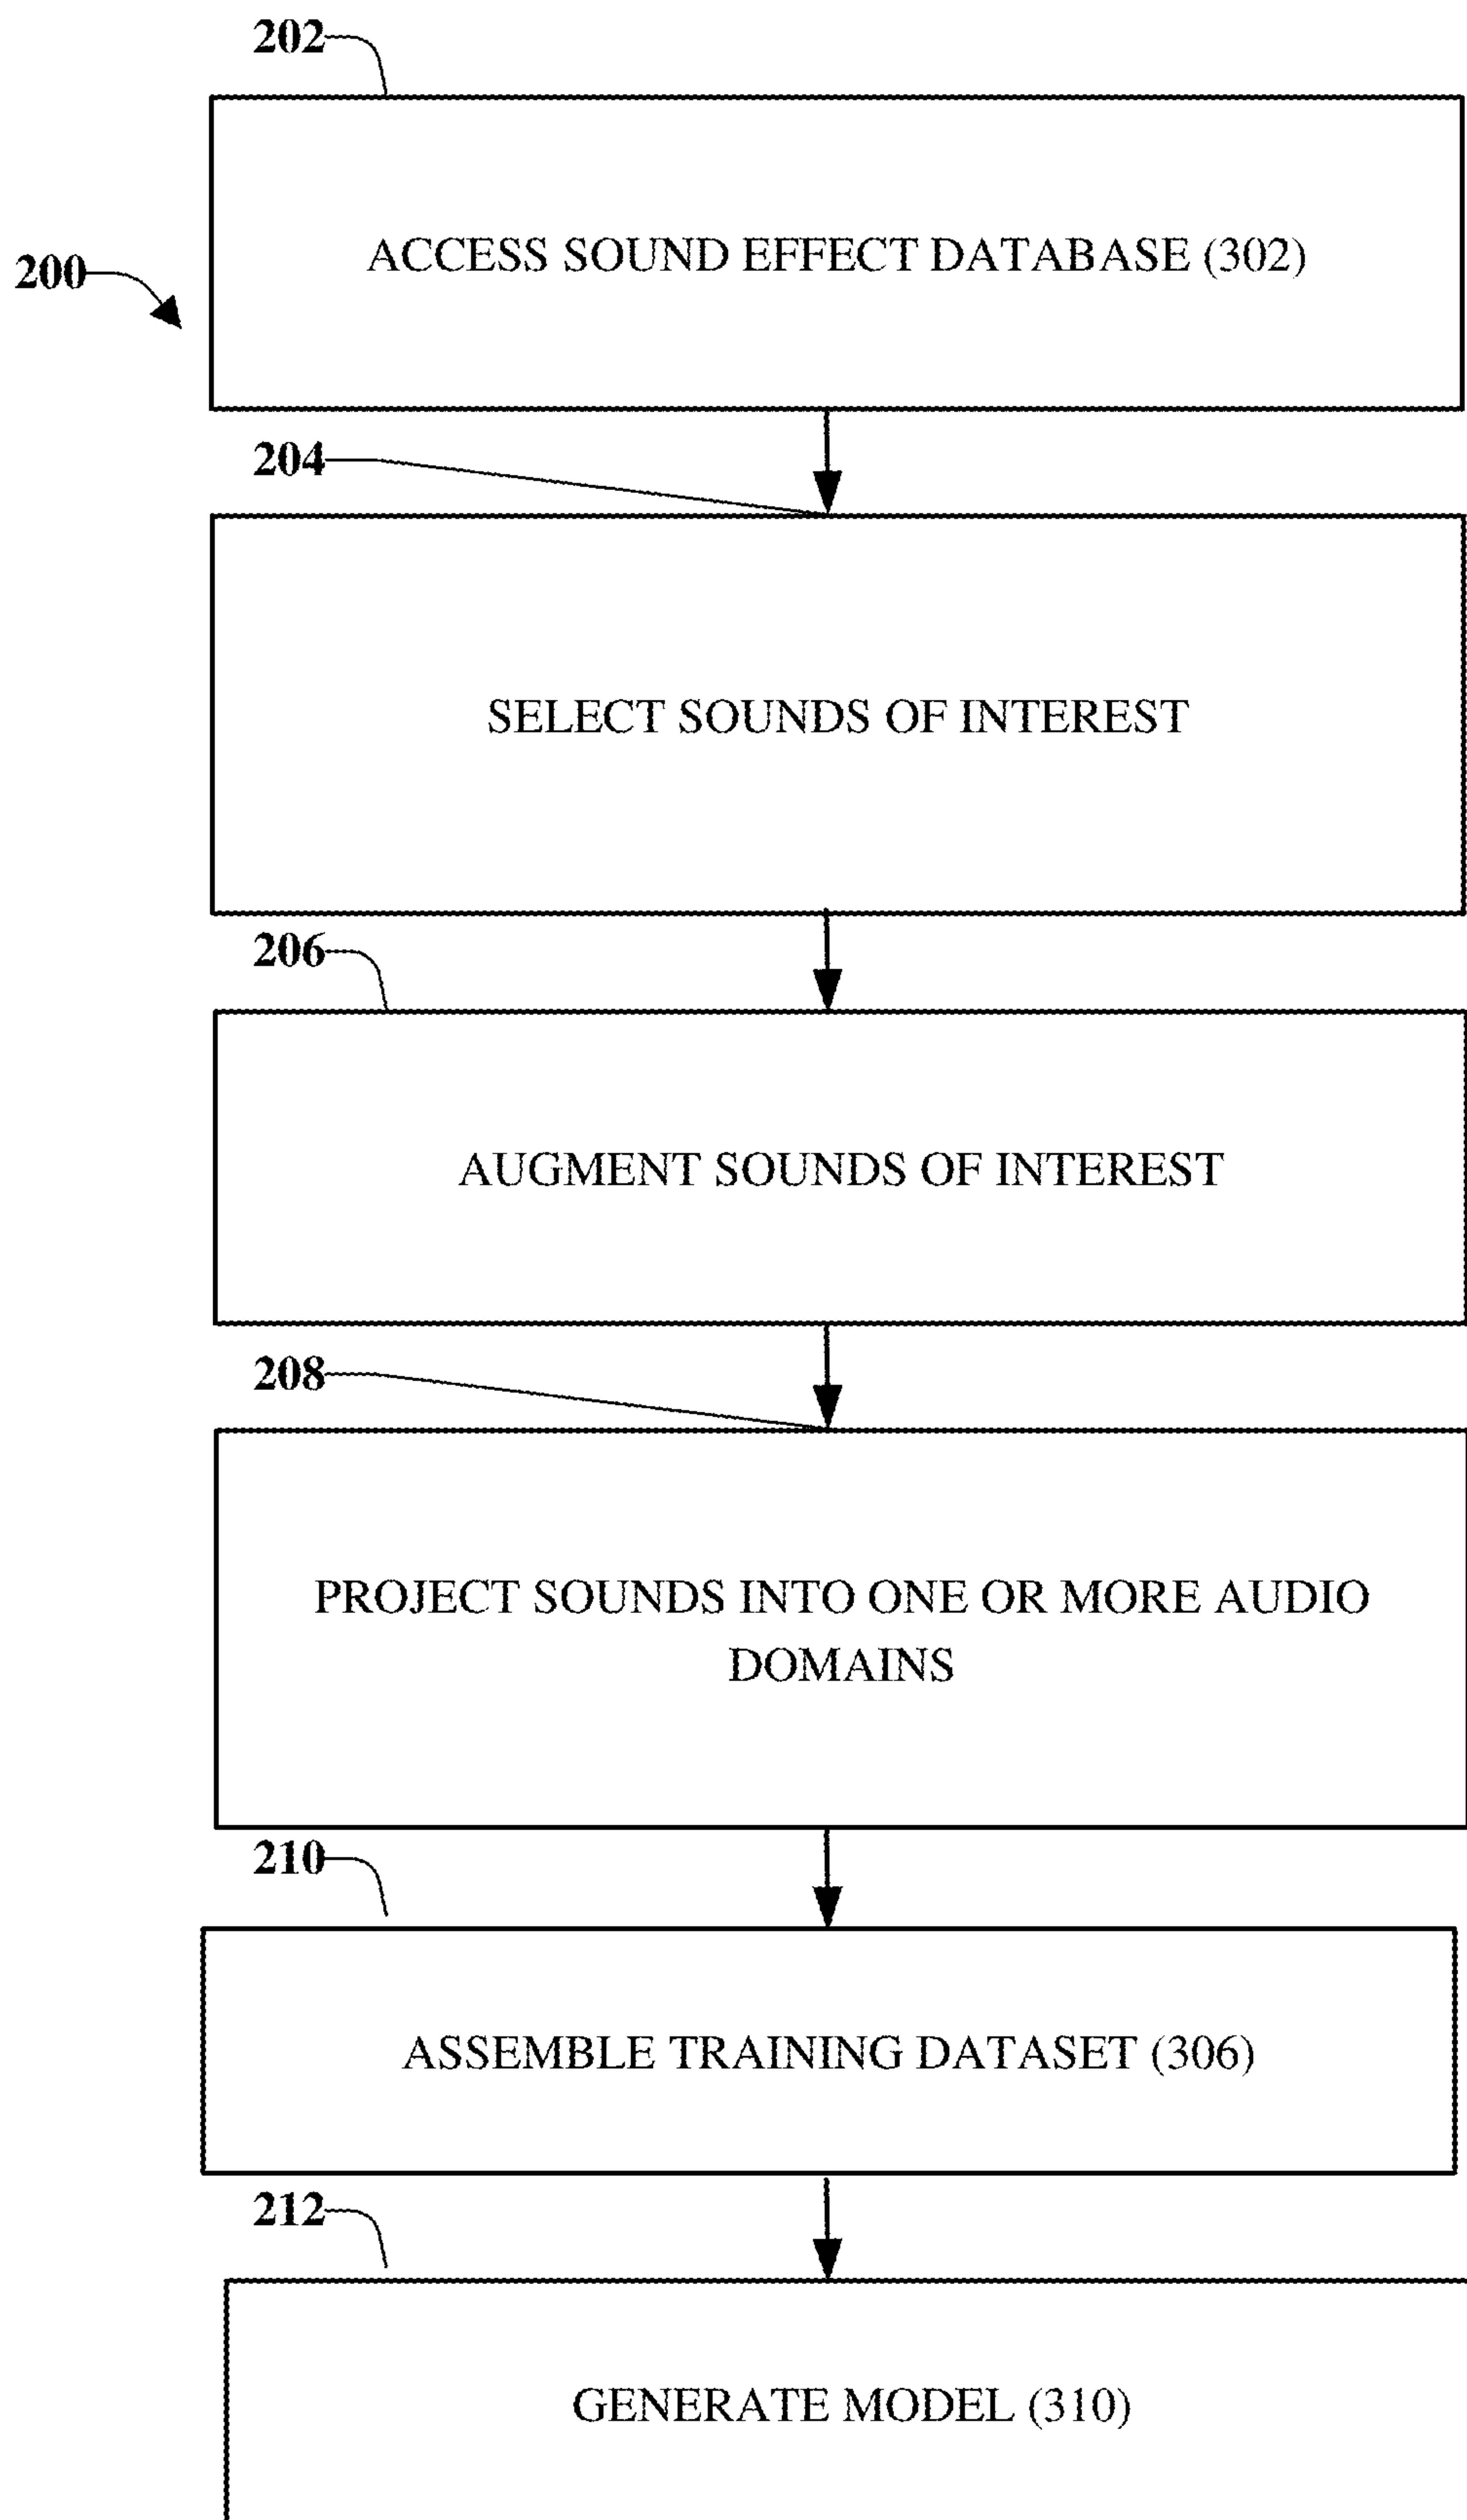 202
200
ACCESS SOUND EFFECT DATABASE (302)
204
SELECT SOUNDS OF INTEREST
206
AUGMENT SOUNDS OF INTEREST
208
PROJECT SOUNDS INTO ONE OR MORE AUDIO
DOMAINS
210
ASSEMBLE TRAINING DATASET (306)
212
GENERATE MODEL (310)